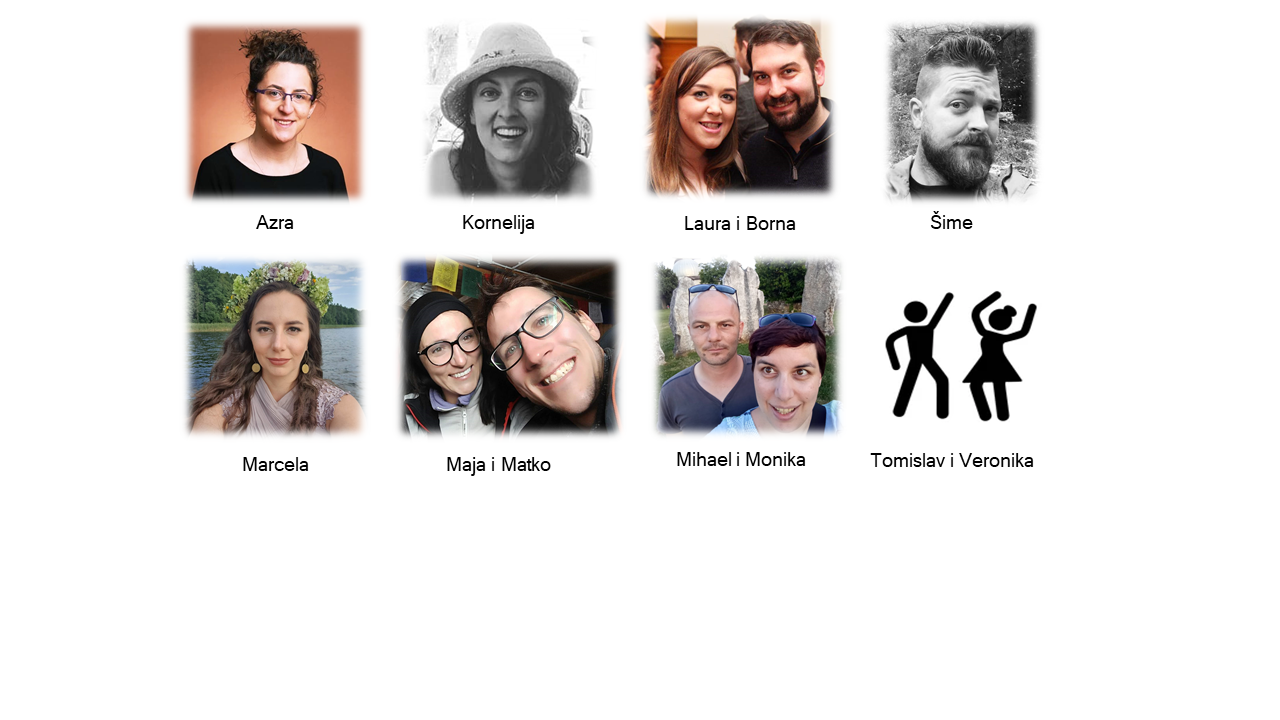 Azra
Kornelija
Laura i Borna
Šime
Marcela
Maja i Matko
Mihael i Monika
Tomislav i Veronika